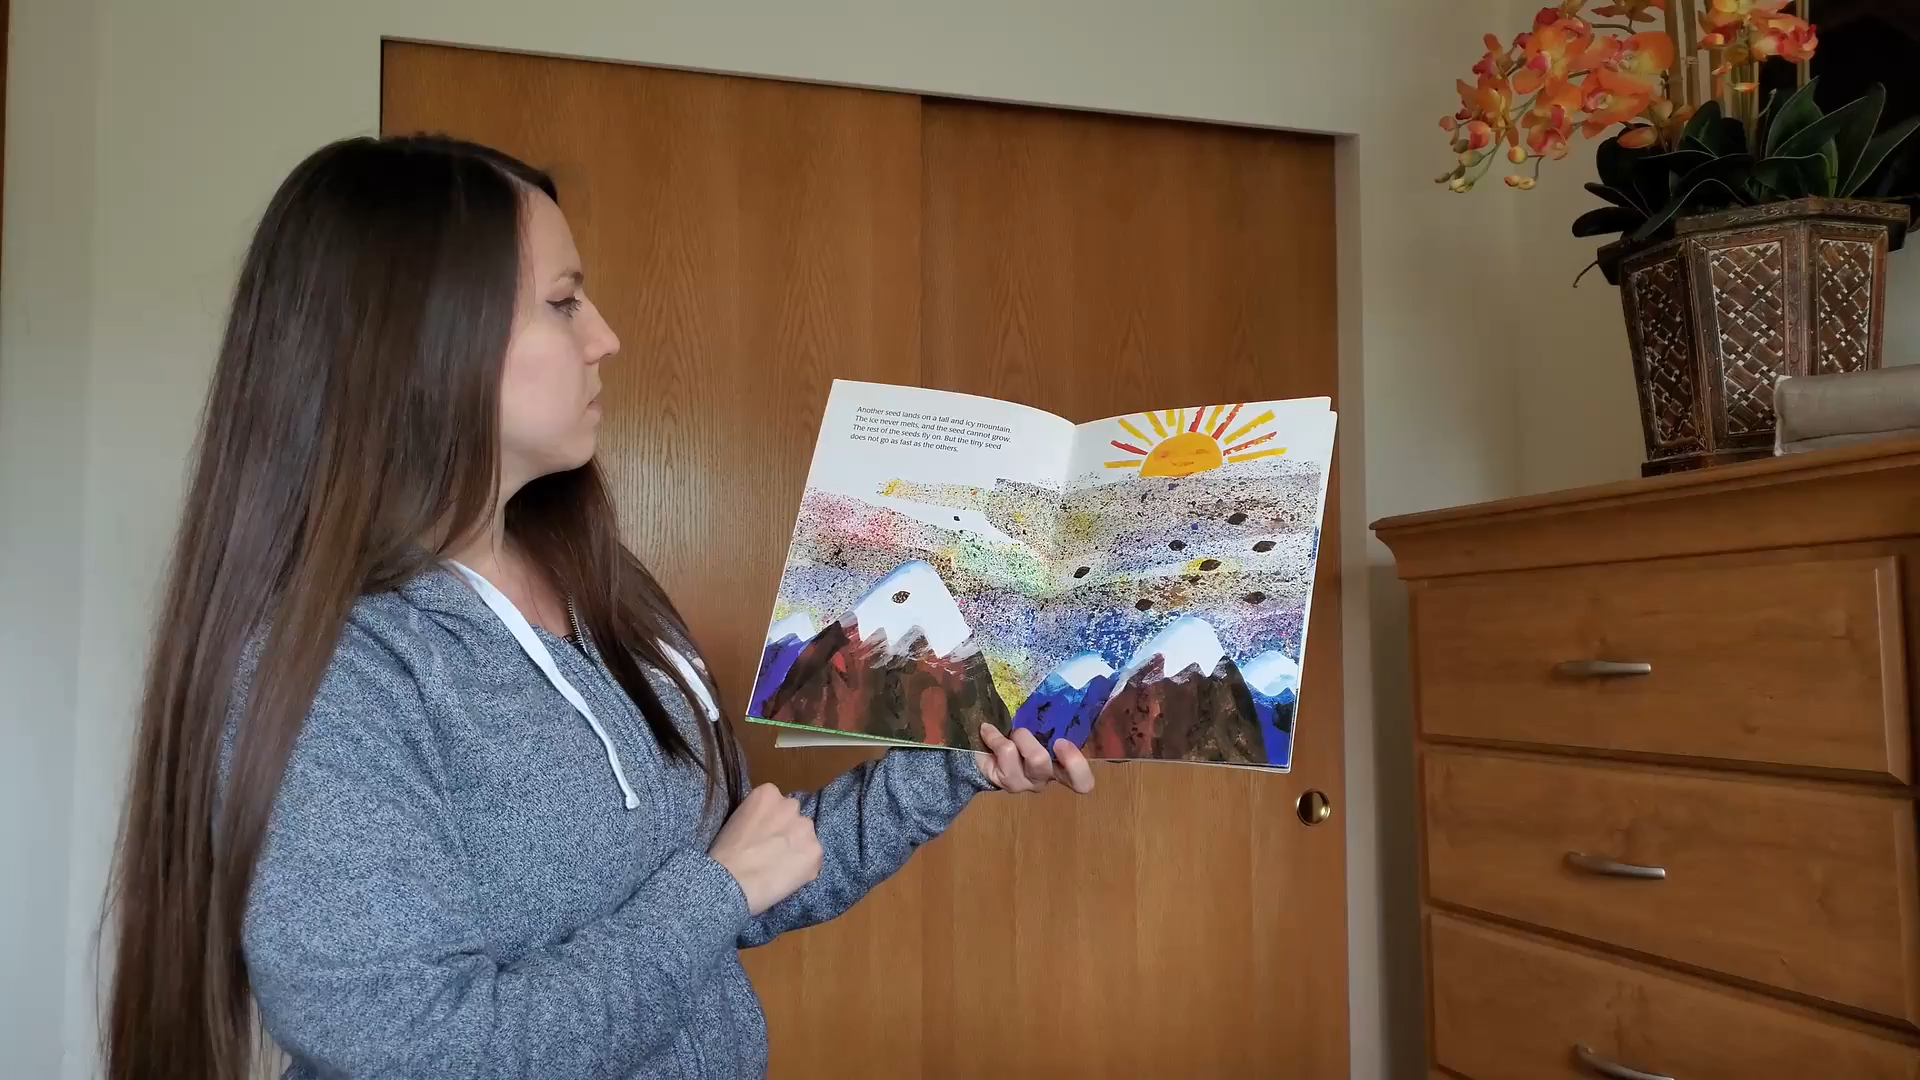 Another seed lands on a tall and icy mountain.
The ice never melts, and the seed cannot grow.
The rest of the seeds fly on. But the tiny seed
does not go as fast as the others.